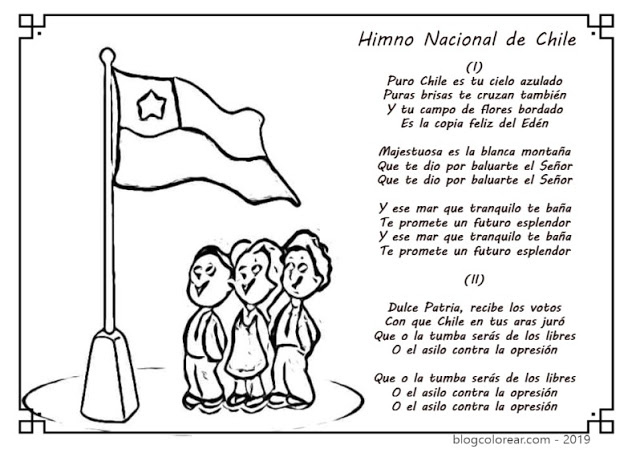 Himno Nacional de Chile
(I)
Puro Chile es tu cielo azulado
Puras brisas te cruzan también
Y tu campo de flores bordado
Es la copia feliz del Edén
Majestuosa es la blanca montaña
Que te dio por baluarte el Señor
Que te dio por baluarte el Señor
Y ese mar que tranquilo te baña
Te promete un futuro esplendor
Y ese mar que tranquilo te baña
Te promete un futuro esplendor
(II)
Dulce Patria, recibe los votos
Con que Chile en tus aras juró
Que o la tumba serás de los libres
O el asilo contra la opresión
Que o la tumba serás de los libres
O el asilo contra la opresión
O el asilo contra la opresión
blogcolorear.com - 2019